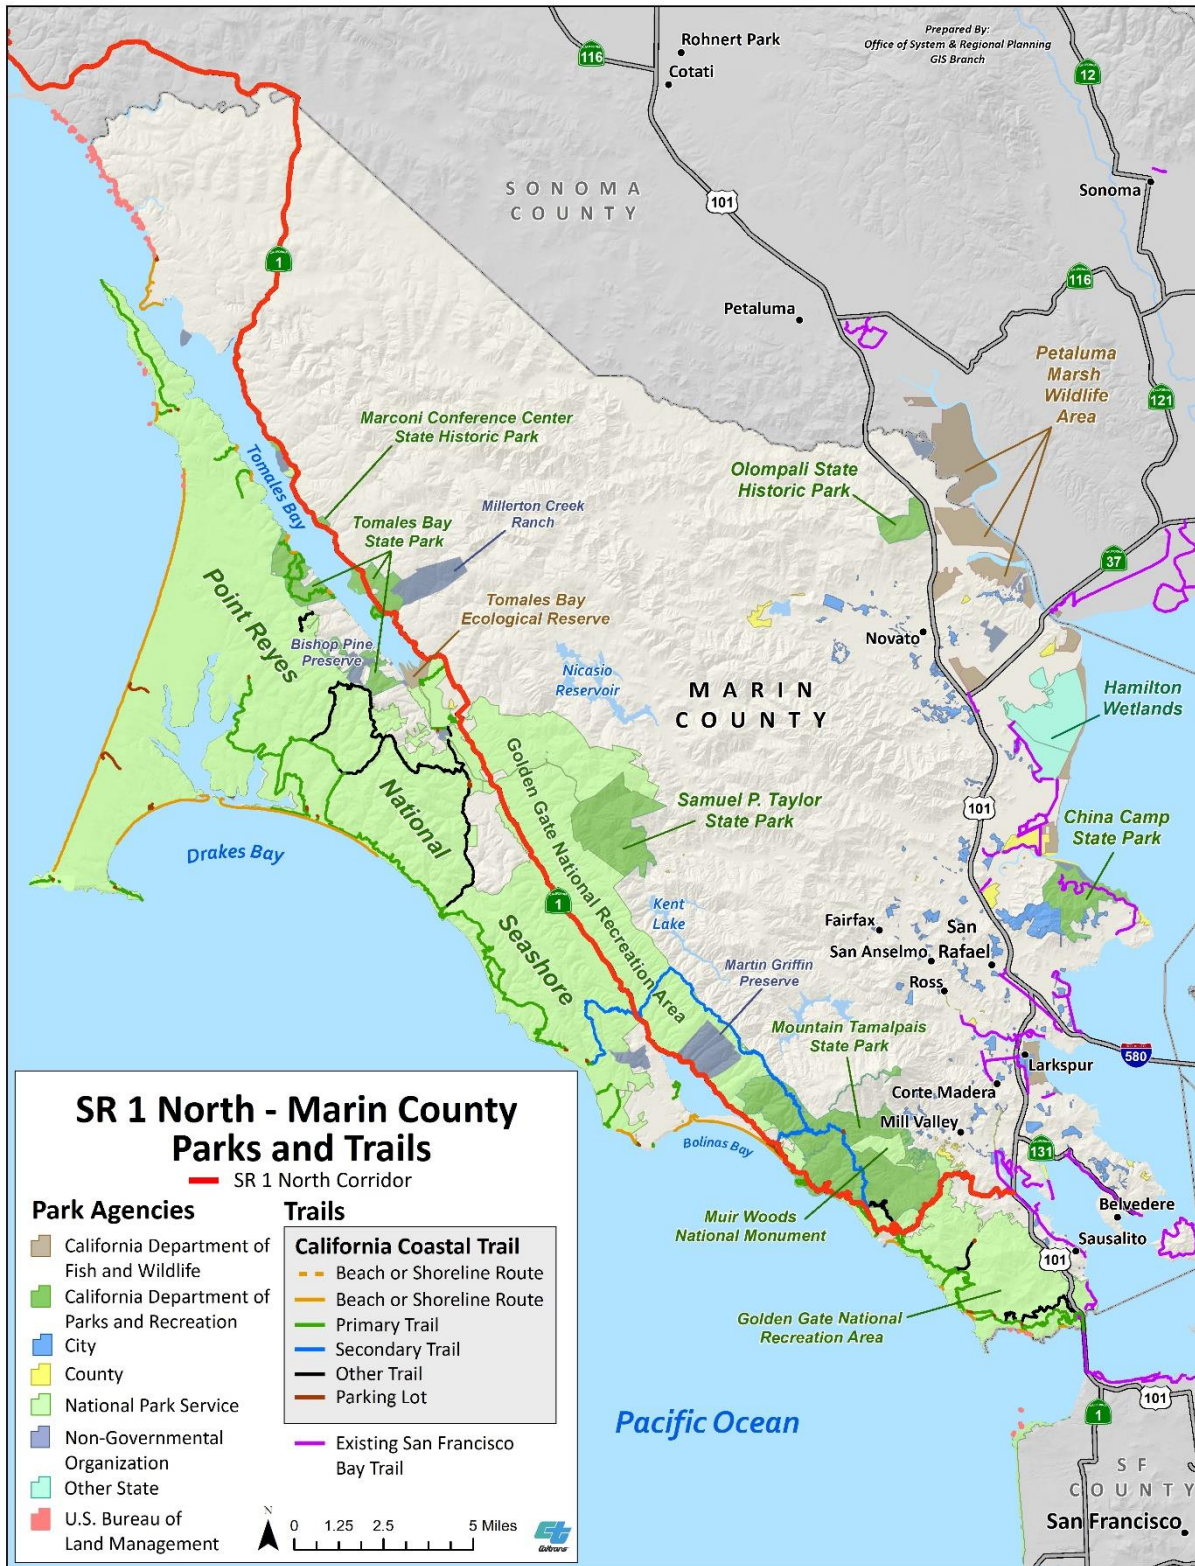 Prepared By:
Office of System & Regional Planning
GIS Branch
Rohnert Park
116
Cotati
12
SONOMA
COUNTY
101
Sonoma
1
116
Petaluma
Petaluma
Marsh
Wildlife
Area
121
Marconi Conference Center
State Historic Park
Tomales Bay
Olompali State
Historic Park
Millerton Creek
Ranch
Tomales Bay
State Park
37
Point Reyes
Tomales Bay
Ecological Reserve
Bishop Pine
Preserve
Novato
Nicasio
Reservoir
MARIN
COUNTY
Hamilton
Wetlands
Golden Gate National Recreation Area
National
101
Samuel P. Taylor
State Park
China Camp
State Park
Drakes Bay
1
Kent
Lake
Seashore
Fairfax
San
Rafael
San Anselmo
Ross
Martin Griffin
Preserve
Mountain Tamalpais
State Park
580
Larkspur
Corte Madera
Mill Valley
Bolinas Bay
131
Belvedere
Muir Woods
National Monument
Sausalito
101
Golden Gate National
Recreation Area
Pacific Ocean
101
1
SF
COUNTY
San Francisco
SR 1 North - Marin County
Parks and Trails
SR 1 North Corridor
Park Agencies
California Department of
Fish and Wildlife
California Department of
Parks and Recreation
City
County
National Park Service
Non-Governmental
Organization
Other State
U.S. Bureau of
Land Management
Trails
California Coastal Trail
Beach or Shoreline Route
Beach or Shoreline Route
Primary Trail
Secondary Trail
Other Trail
Parking Lot
Existing San Francisco
Bay Trail
N
0 1.25 2.5 5 Miles
Caltrans